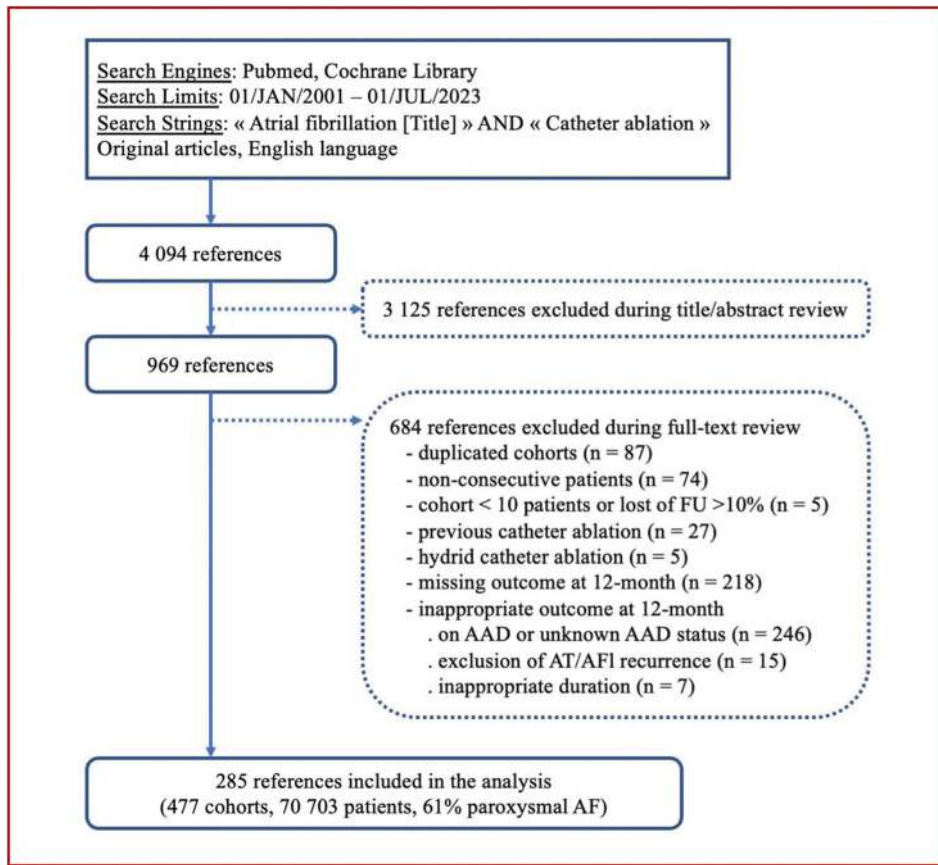 Search Engines: Pubmed, Cochrane Library
Search Limits: 01/JAN/2001 – 01/JUL/2023
Search Strings: « Atrial fibrillation [Title] » AND « Catheter ablation »
Original articles, English language
4 094 references
3 125 references excluded during title/abstract review
969 references
684 references excluded during full-text review
- duplicated cohorts (n = 87)
- non-consecutive patients (n = 74)
- cohort < 10 patients or lost of FU >10% (n = 5)
- previous catheter ablation (n = 27)
- hydrid catheter ablation (n = 5)
- missing outcome at 12-month (n = 218)
- inappropriate outcome at 12-month
. on AAD or unknown AAD status (n = 246)
. exclusion of AT/AFl recurrence (n = 15)
. inappropriate duration (n = 7)
285 references included in the analysis
(477 cohorts, 70 703 patients, 61% paroxysmal AF)